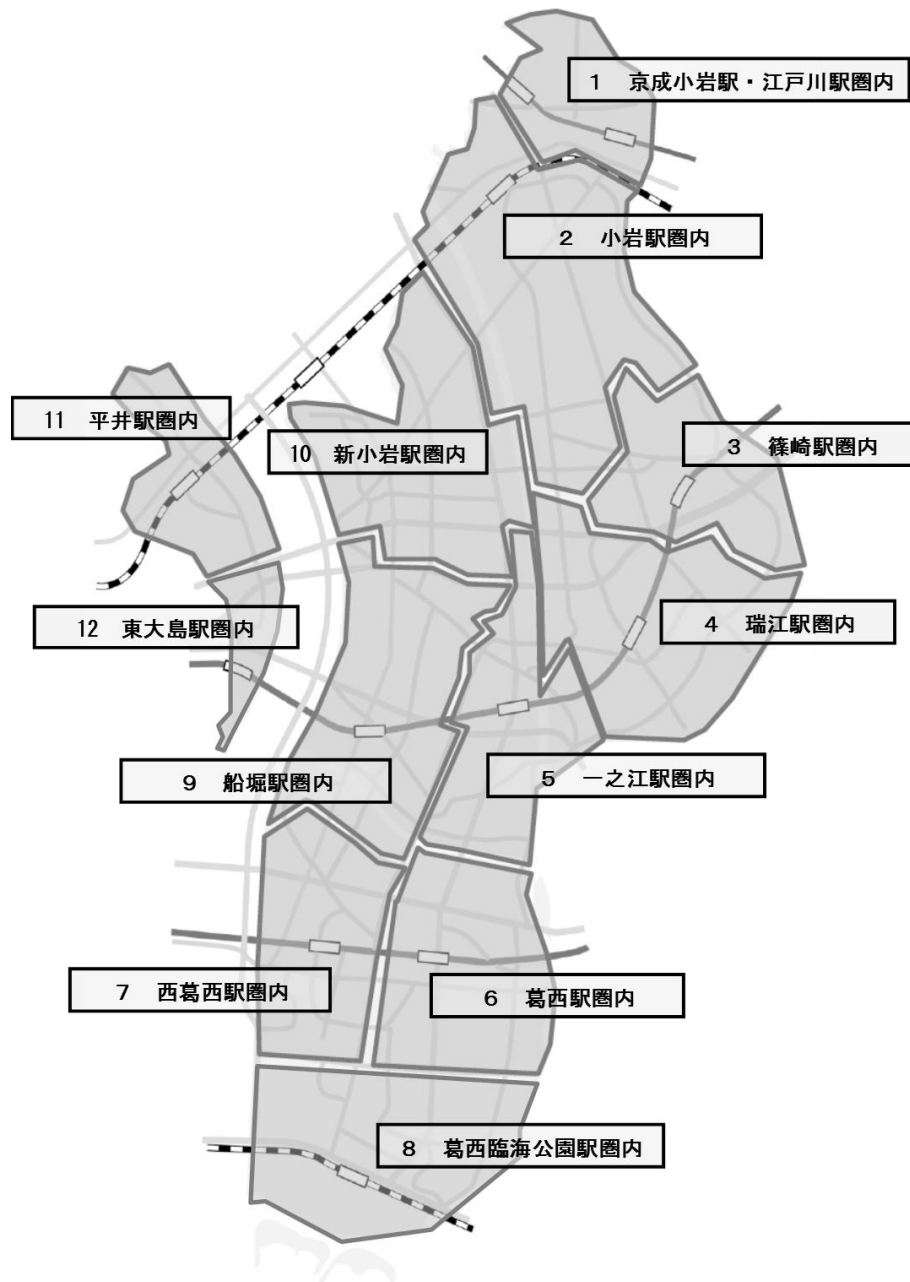 1 京成小岩駅・江戸川駅圏内
2 小岩駅圏内
11 平井駅圏内
10 新小岩駅圏内
3 篠崎駅圏内
12 東大島駅圏内
4 瑞江駅圏内
9 船堀駅圏内
5 一之江駅圏内
7 西葛西駅圏内
6 葛西駅圏内
8 葛西臨海公園駅圏内